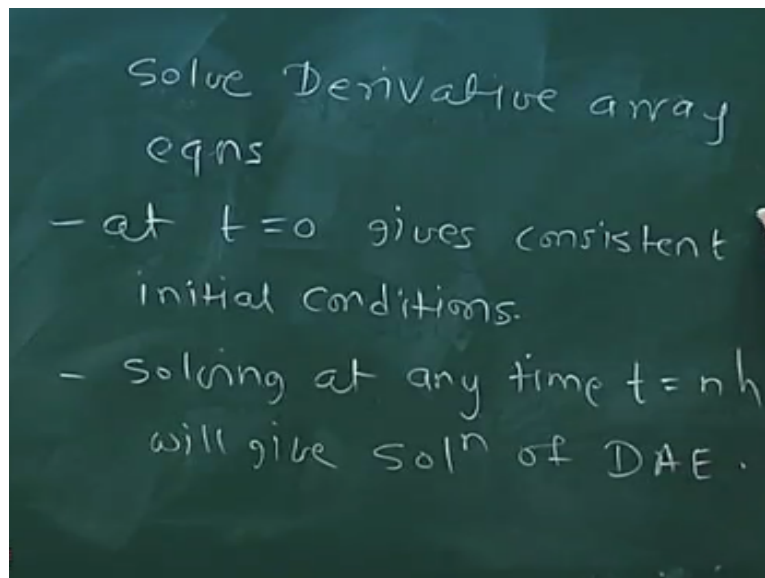 Solve Derivative array
eqns
- at t=0 gives consistent
initial conditions.
- Solving at any time t = nh
will give solⁿ of DAE.